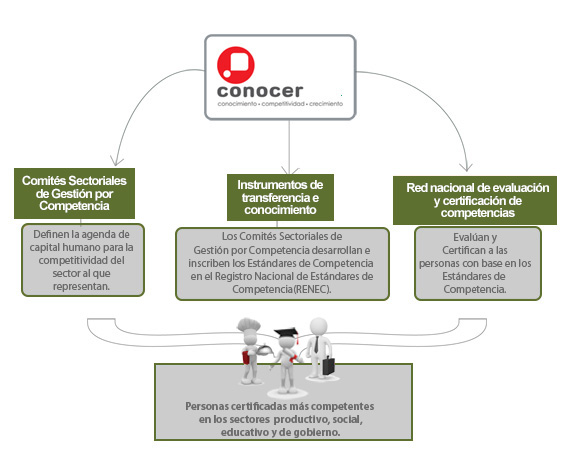 conocer
conocimiento • competitividad • crecimiento
Comités Sectoriales
de Gestión por
Competencia
Definen la agenda de
capital humano para la
competitividad del
sector al que
representan.
Instrumentos de
transferencia e
conocimiento
Los Comités Sectoriales de
Gestión por Competencia desarrollan e
inscriben los Estándares de Competencia
en el Registro Nacional de Estándares de
Competencia(RENEC).
Red nacional de evaluación
y certificación de
competencias
Evalúan y
Certifican a las
personas con base en los
Estándares de
Competencia.
Personas certificadas más competentes
en los sectores productivo, social,
educativo y de gobierno.